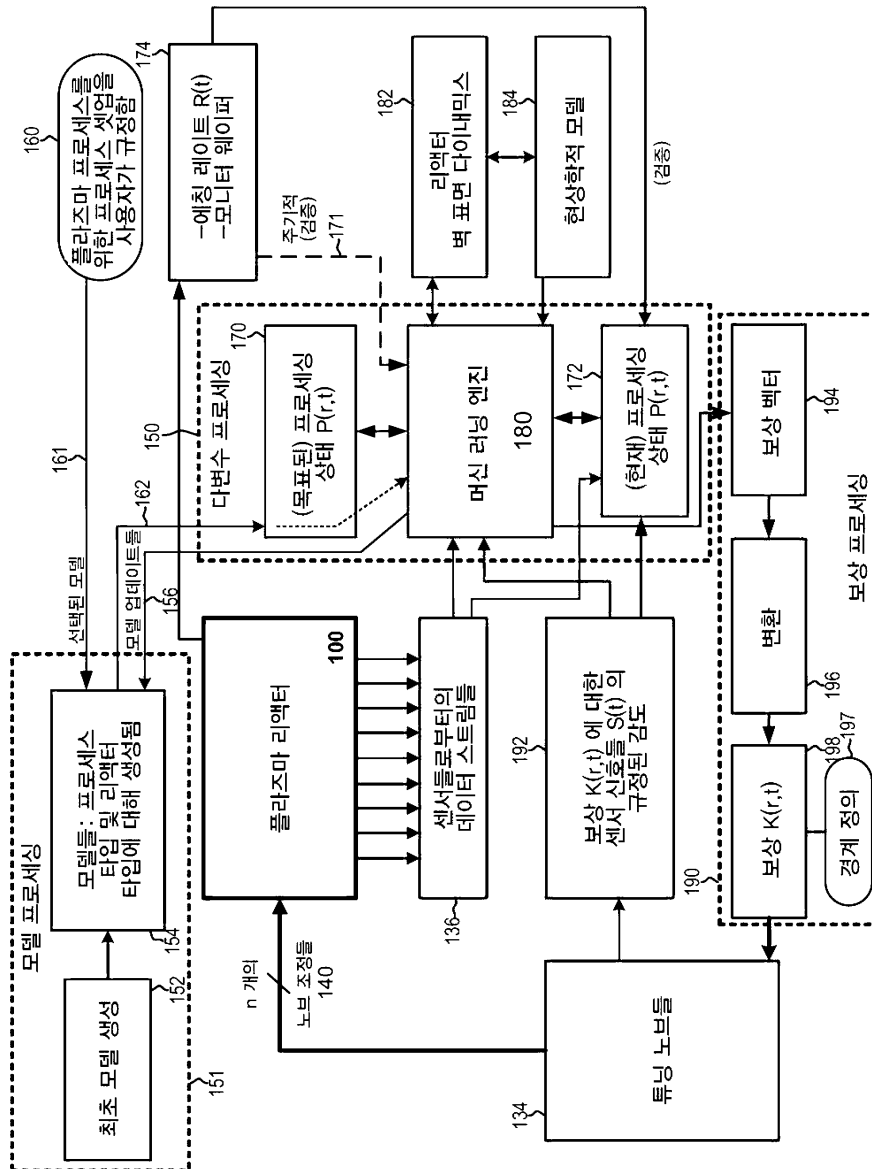 모델 프로세싱
최초 모델 생성
152
모델들: 프로세스
타입 및 리액터
타입에 대해 생성됨
154
151
선택된 모델
161
플라즈마 프로세스를
위한 프로세스 셋업을
사용자가 규정함
160
모델 업데이트들
156
162
-에칭 레이트 R(t)
-모니터 웨이퍼
174
n 개의
노브 조정들
140
플라즈마 리액터
100
150
다변수 프로세싱
(목표된) 프로세싱
상태 P(r,t)
170
주기적
(검증)
171
센서들로부터의
데이터 스트림들
136
머신 러닝 엔진
180
리액터
벽 표면 다이내믹스
182
현상학적 모델
184
(검증)
보상 K(r,t) 에 대한
센서 신호들 S(t) 의
규정된 감도
192
(현재) 프로세싱
상태 P(r,t)
172
튜닝 노브들
134
190
보상 K(r,t)
198
경계 정의
197
변환
196
보상 벡터
194
보상 프로세싱